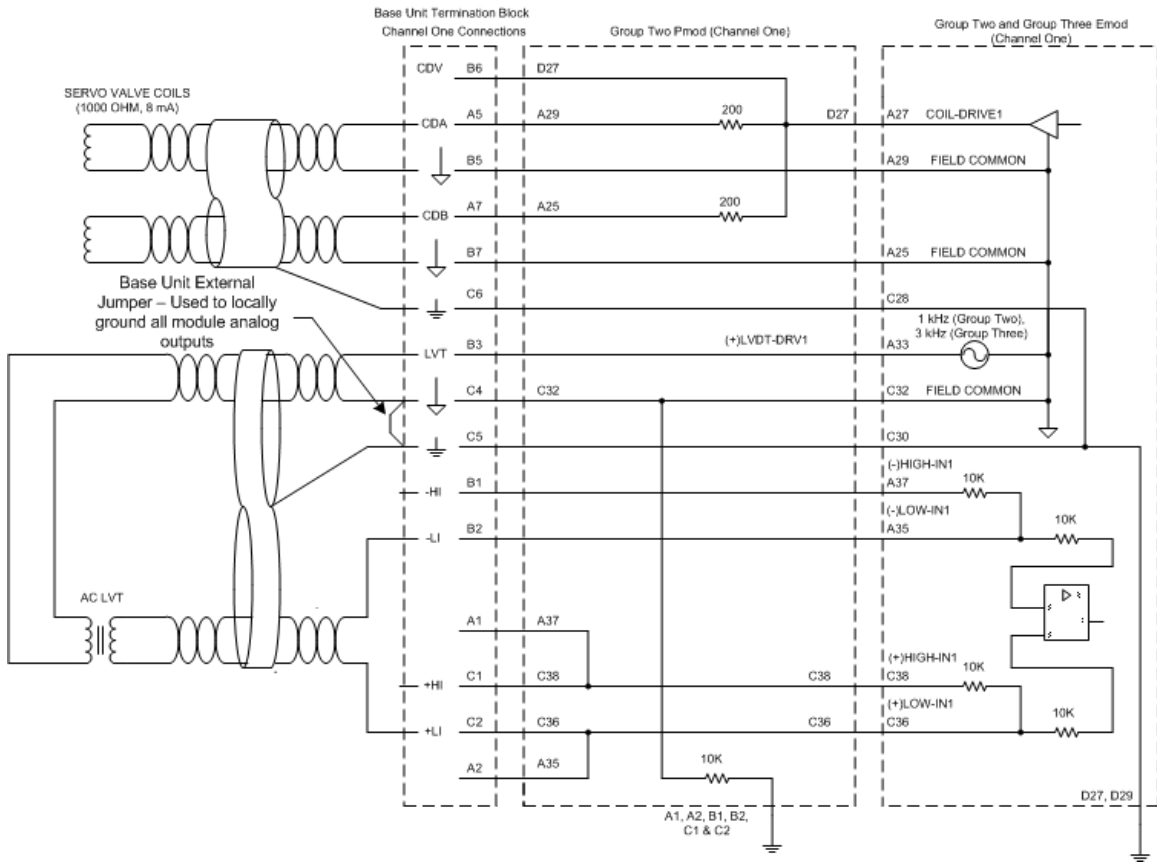 Base Unit Termination Block
Channel One Connections
Group Two Pmod (Channel One)
Group Two and Group Three Emod
(Channel One)
CDV B6 D27
SERVO VALVE COILS
(1000 OHM, 8 mA)
CDA A5 A29 200 D27 A27 COIL-DRIVE1
B5 A29 FIELD COMMON
CDB A7 A25 200
B7 A25 FIELD COMMON
Base Unit External
Jumper – Used to locally
ground all module analog
outputs
C6 C28
1 kHz (Group Two),
3 kHz (Group Three)
LVT B3 (+)LVDT-DRV1 A33
C4 C32 C32 FIELD COMMON
C5 C30
(-)HIGH-IN1
-HI B1 A37 10K
(-)LOW-IN1
-LI B2 A35 10K
AC LVT
A1 A37
(+)HIGH-IN1
+HI C1 C38 C38 C38 10K
(+)LOW-IN1
+LI C2 C36 C36 C36 10K
A2 A35 10K
D27, D29
A1, A2, B1, B2,
C1 & C2